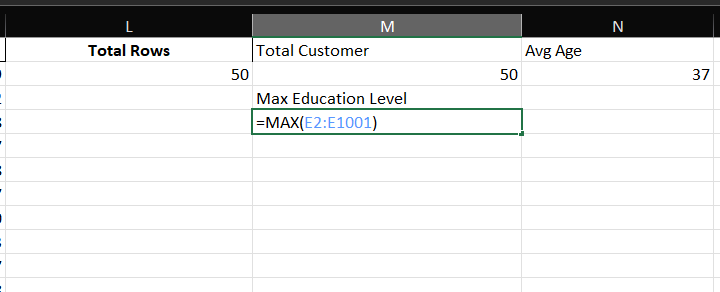 L M N
Total Rows Total Customer Avg Age
50 50 37
Max Education Level
=MAX(E2:E1001)